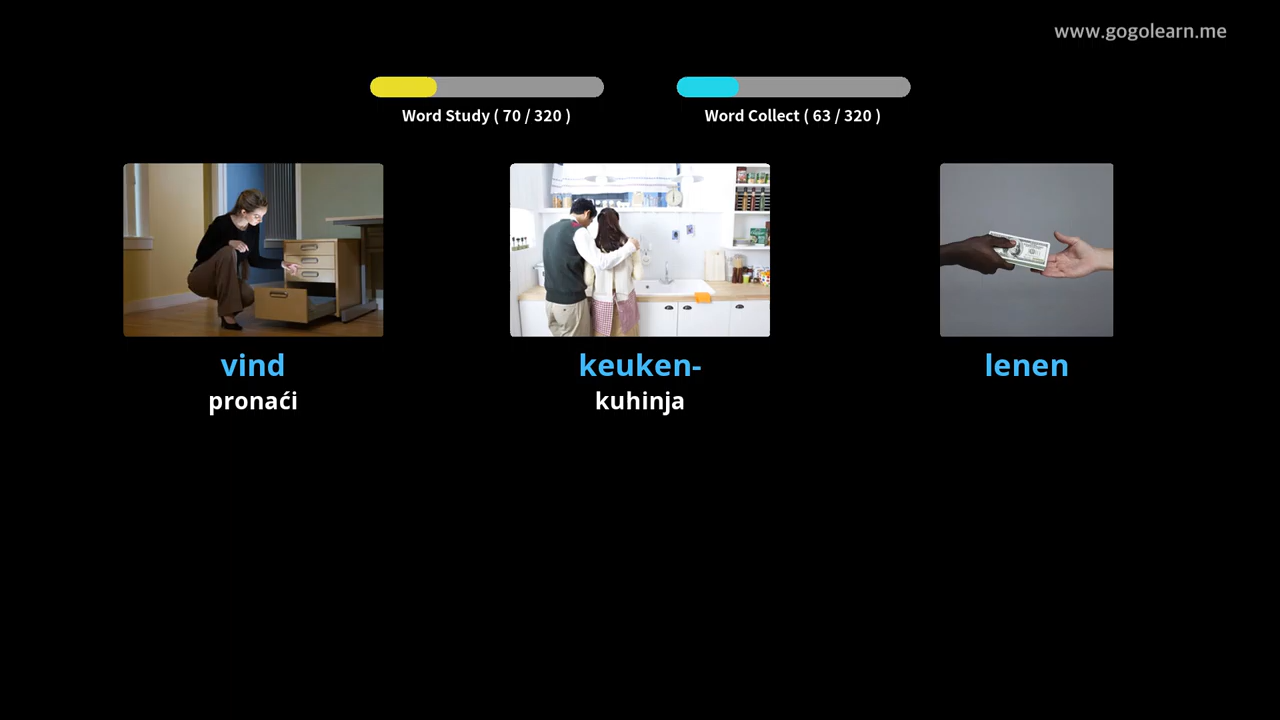 www.gogolearn.me
Word Study ( 70 / 320 )
Word Collect ( 63 / 320 )
vind
pronaći
keuken-
kuhinja
lenen